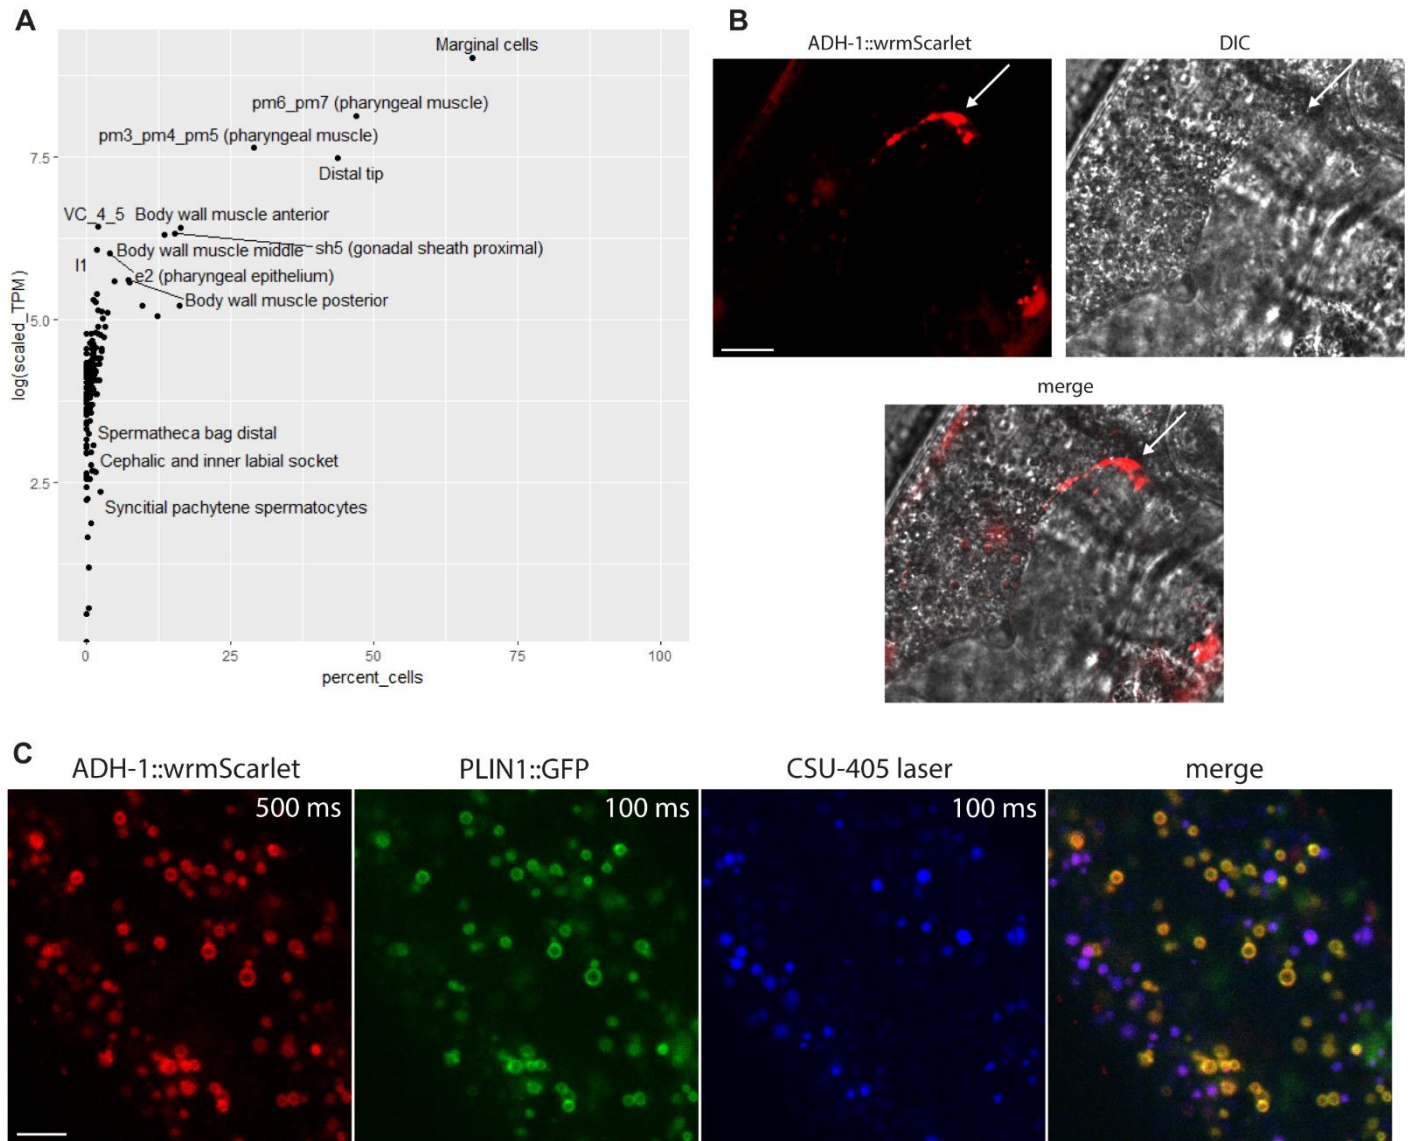 A
Marginal cells
pm6_pm7 (pharyngeal muscle)
pm3_pm4_pm5 (pharyngeal muscle)
7.5
Distal tip
VC_4_5 Body wall muscle anterior
sh5 (gonadal sheath proximal)
Body wall muscle middle
I1
e2 (pharyngeal epithelium)
Body wall muscle posterior
5.0
log(scaled_TPM)
Spermatheca bag distal
Cephalic and inner labial socket
2.5
Syncitial pachytene spermatocytes
0 25 50 75 100
percent_cells
B
ADH-1::wrmScarlet DIC
merge
C
ADH-1::wrmScarlet PLIN1::GFP CSU-405 laser merge
500 ms 100 ms 100 ms